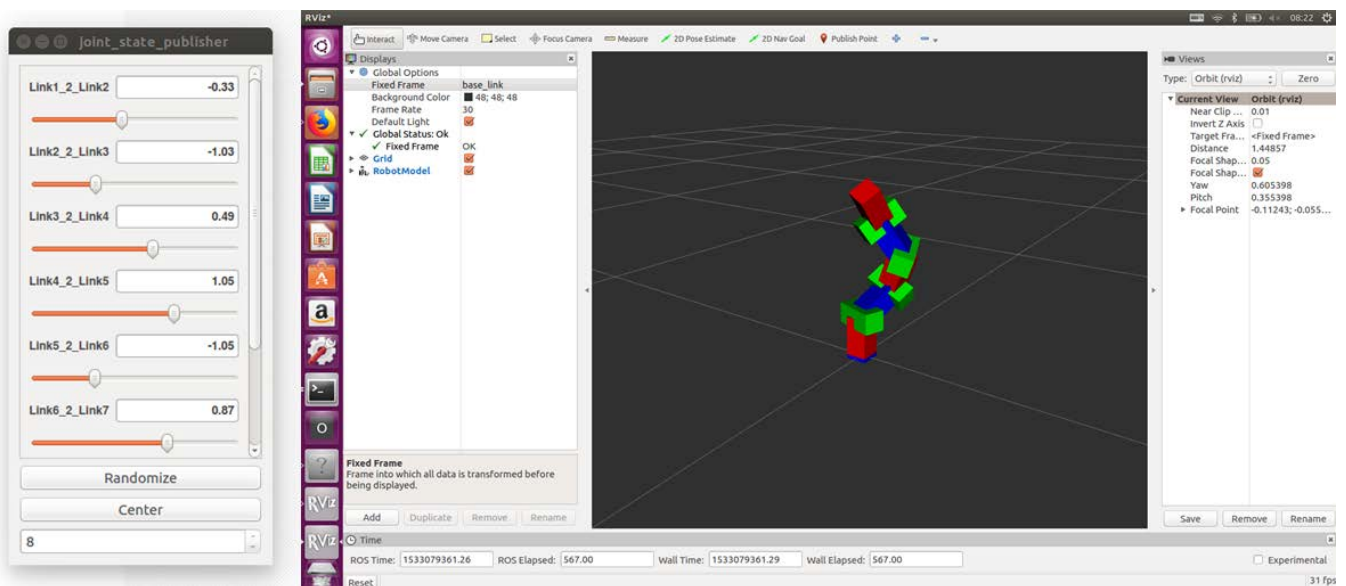 joint_state_publisher
Link1_2_Link2 -0.33
Link2_2_Link3 -1.03
Link3_2_Link4 0.49
Link4_2_Link5 1.05
Link5_2_Link6 -1.05
Link6_2_Link7 0.87
Randomize
Center
8
RViz* 08:22
Interact Move Camera Select Focus Camera Measure 2D Pose Estimate 2D Nav Goal Publish Point
Displays
Global Options
Fixed Frame base_link
Background Color 48; 48; 48
Frame Rate 30
Default Light
Global Status: Ok
Fixed Frame OK
Grid
RobotModel
Fixed Frame
Frame into which all data is transformed before
being displayed.
Add Duplicate Remove Rename
Views
Type: Orbit (rviz) Zero
Current View Orbit (rviz)
Near Clip ... 0.01
Invert Z Axis
Target Fra... <Fixed Frame>
Distance 1.44857
Focal Shap... 0.05
Focal Shap...
Yaw 0.605398
Pitch 0.355398
Focal Point -0.11243; -0.055...
Save Remove Rename
Time
ROS Time: 1533079361.26 ROS Elapsed: 567.00 Wall Time: 1533079361.29 Wall Elapsed: 567.00 Experimental
Reset 31 fps
A
a
>_
O
?
RViz
RViz